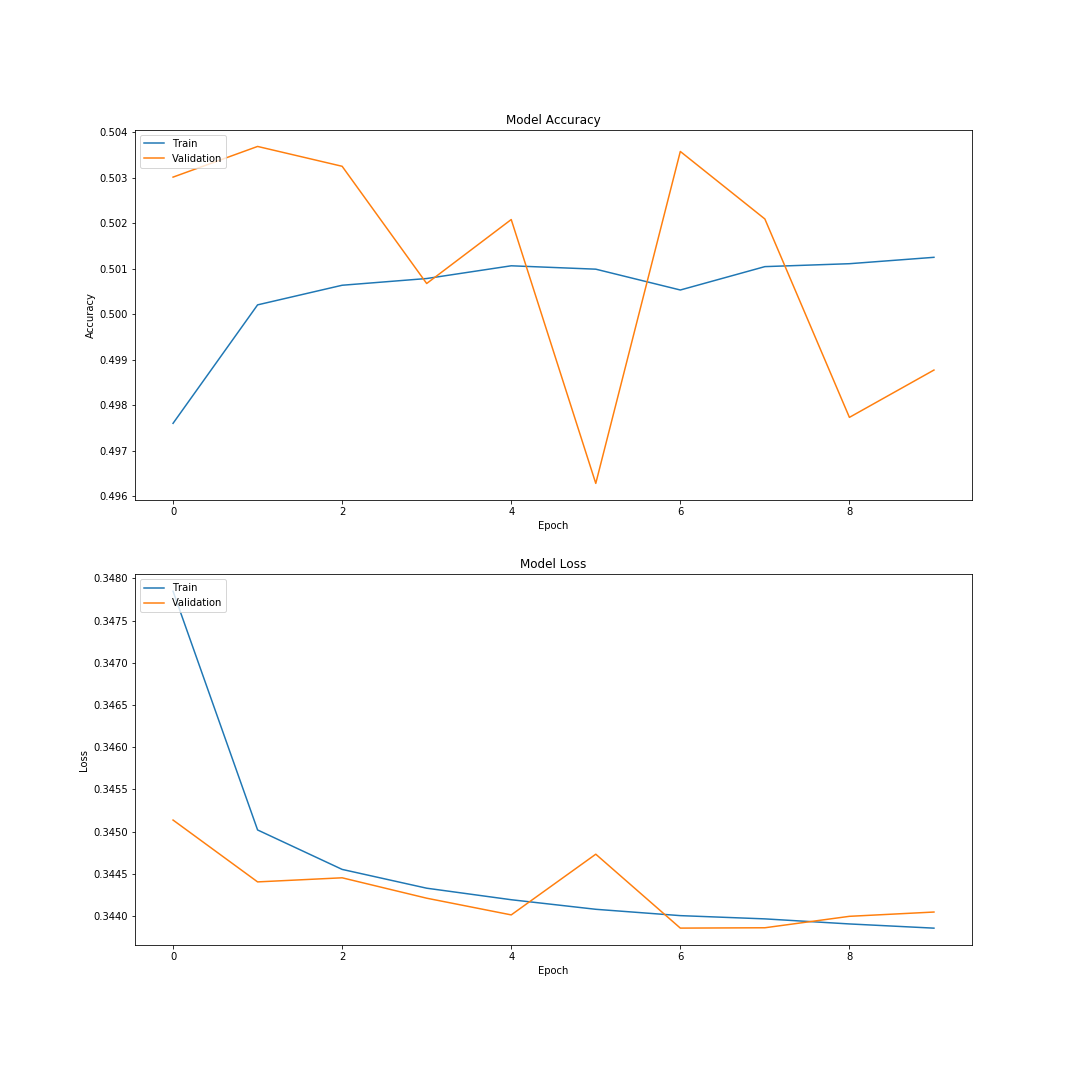 Model Accuracy
0.504
0.503
0.502
0.501
0.500
0.499
0.498
0.497
0.496
Accuracy
Train
Validation
0 2 4 6 8
Epoch
Model Loss
0.3480
0.3475
0.3470
0.3465
0.3460
0.3455
0.3450
0.3445
0.3440
Loss
Train
Validation
0 2 4 6 8
Epoch